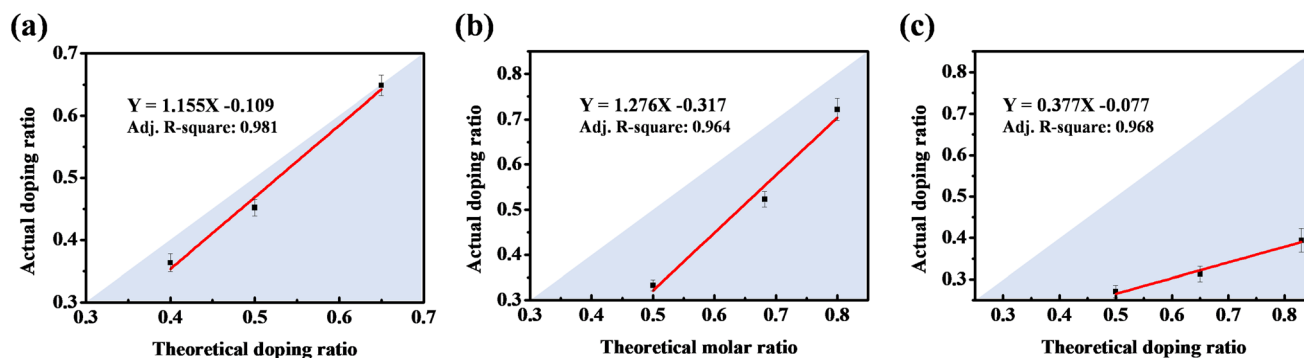 (a)
0.7
0.6
0.5
0.4
0.3
0.3 0.4 0.5 0.6 0.7
Actual doping ratio
Theoretical doping ratio
Y = 1.155X -0.109
Adj. R-square: 0.981
(b)
0.8
0.7
0.6
0.5
0.4
0.3
0.3 0.4 0.5 0.6 0.7 0.8
Actual doping ratio
Theoretical molar ratio
Y = 1.276X -0.317
Adj. R-square: 0.964
(c)
0.8
0.7
0.6
0.5
0.4
0.3
0.3 0.4 0.5 0.6 0.7 0.8
Actual doping ratio
Theoretical doping ratio
Y = 0.377X -0.077
Adj. R-square: 0.968